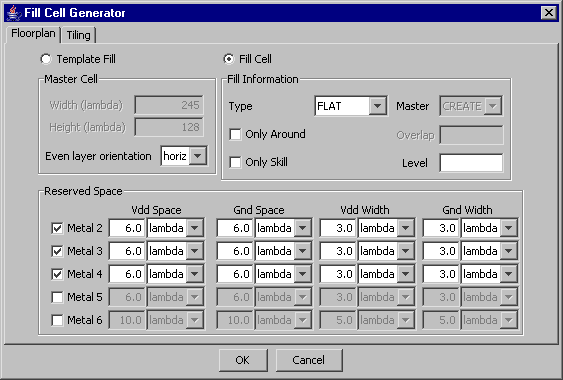 Fill Cell Generator
Floorplan Tiling
Template Fill Fill Cell
Master Cell Fill Information
Width (lambda) 245 Type FLAT Master CREATE
Height (lambda) 128 Only Around Overlap
Even layer orientation horiz Only Skill Level
Reserved Space
Vdd Space Gnd Space Vdd Width Gnd Width
Metal 2 6.0 lambda 6.0 lambda 3.0 lambda 3.0 lambda
Metal 3 6.0 lambda 6.0 lambda 3.0 lambda 3.0 lambda
Metal 4 6.0 lambda 6.0 lambda 3.0 lambda 3.0 lambda
Metal 5 6.0 lambda 6.0 lambda 3.0 lambda 3.0 lambda
Metal 6 10.0 lambda 10.0 lambda 5.0 lambda 5.0 lambda
OK Cancel